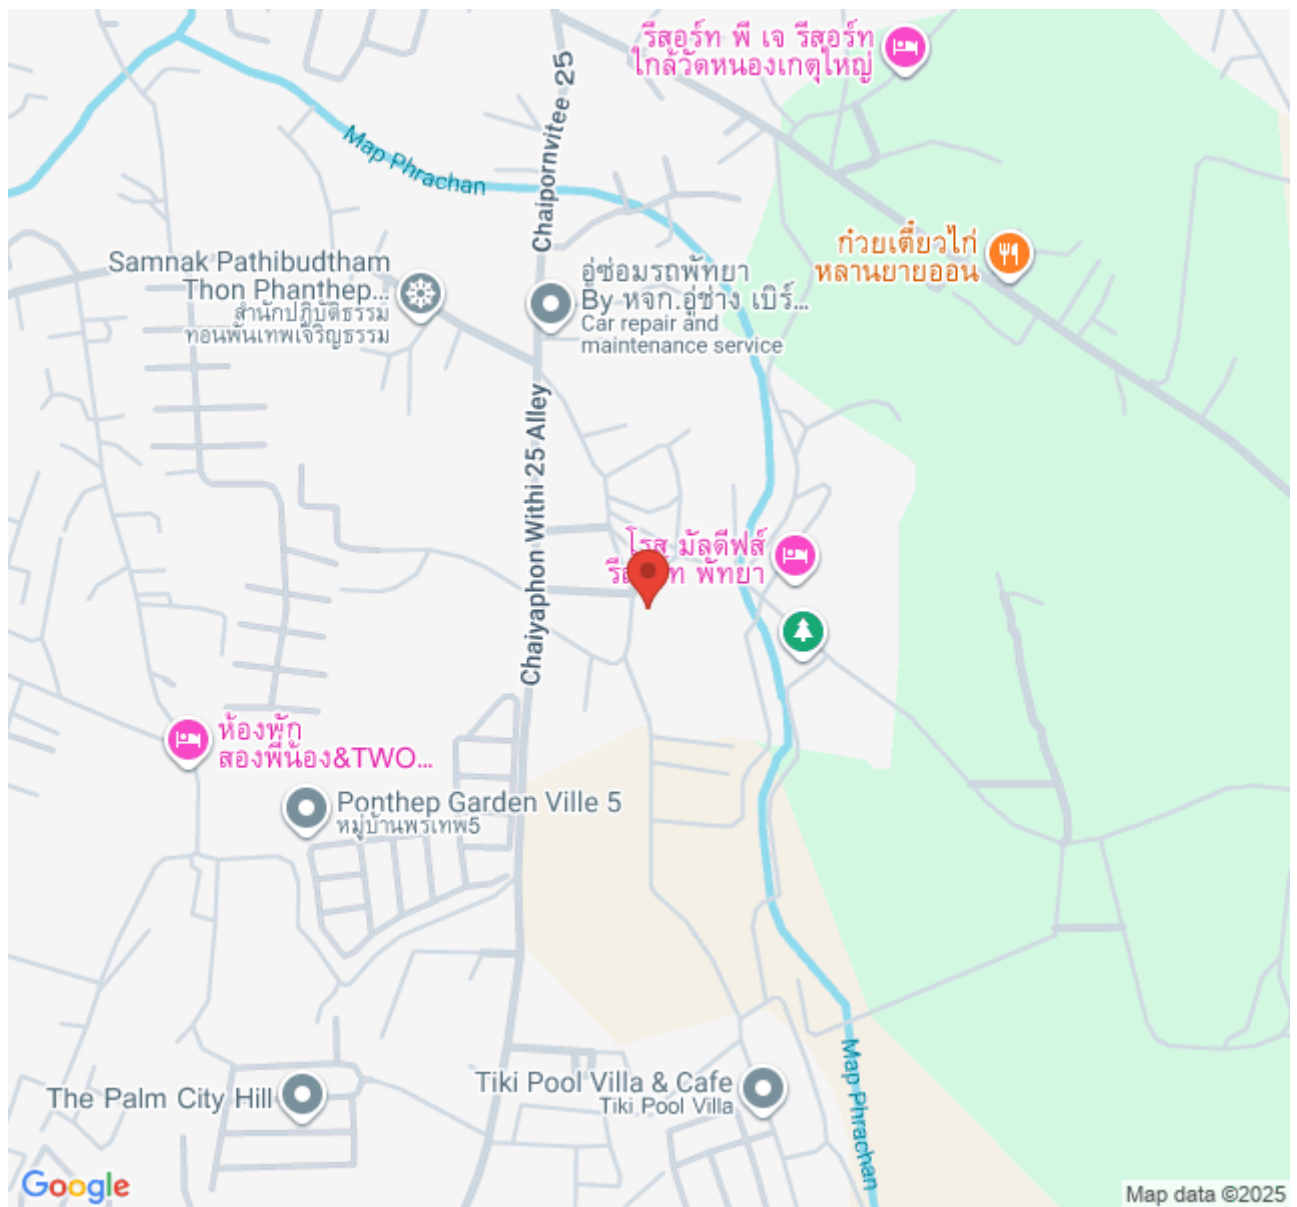 รีสอร์ท พี เจ รีสอร์ท
ใกล้วัดหนองเกตุใหญ่
Chaipornvitee 25
Map Phrachan
Samnak Pathibudtham
Thon Phanthep...
สำนักปฏิบัติธรรม
ทอนพันเทพเจริญธรรม
อู่ซ่อมรถพัทยา
By หจก.อู่ช่าง เบิร์...
Car repair and
maintenance service
ก๋วยเตี๋ยวไก่
หลานยายออน
Chaiyaphon Withi 25 Alley
โรส มัลดีฟส์
พัทยา
ห้องพัก
สองพี่น้อง&TWO...
Ponthep Garden Ville 5
หมู่บ้านพรเทพ5
The Palm City Hill
Tiki Pool Villa & Cafe
Tiki Pool Villa
Map Phrachan
Google
Map data ©2025